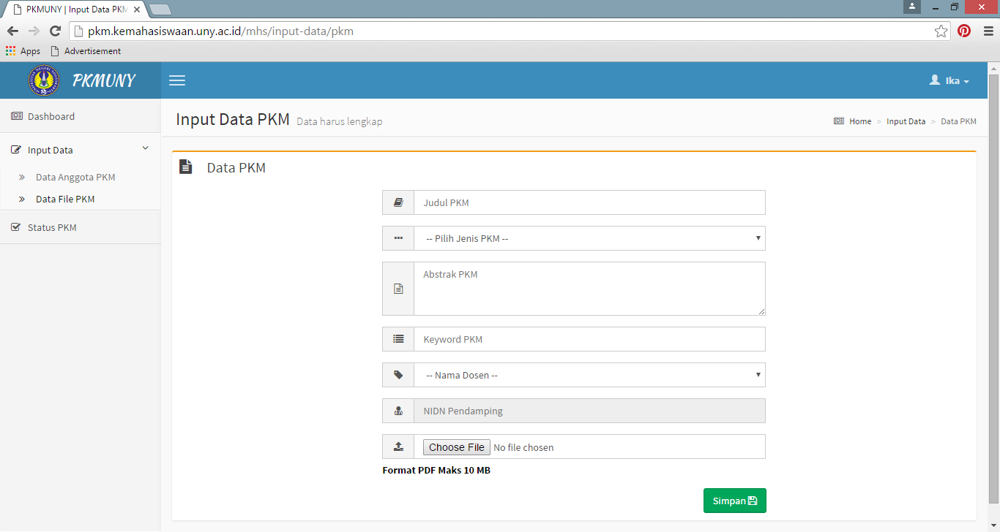 PKMUNY | Input Data PKM
pkm.kemahasiswaan.uny.ac.id/mhs/input-data/pkm
Apps Advertisement
PKMUNY Ika
Dashboard
Input Data
Data Anggota PKM
Data File PKM
Status PKM
Input Data PKM Data harus lengkap
Home > Input Data > Data PKM
Data PKM
Judul PKM
-- Pilih Jenis PKM --
Abstrak PKM
Keyword PKM
-- Nama Dosen --
NIDN Pendamping
Choose File No file chosen
Format PDF Maks 10 MB
Simpan